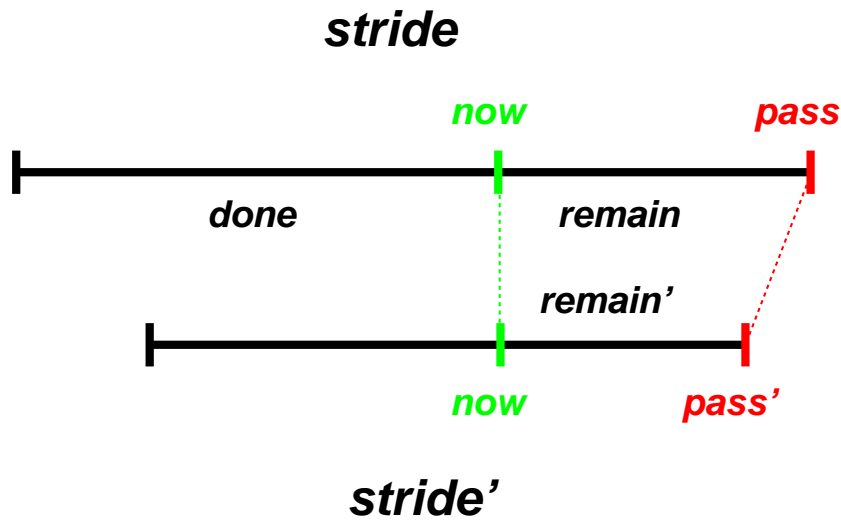 stride
now pass
done remain
remain’
now pass’
stride’